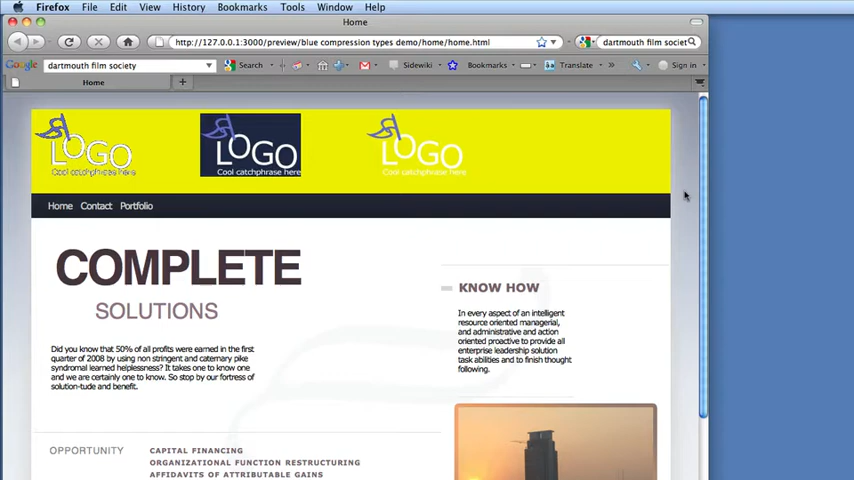 Firefox File Edit View History Bookmarks Tools Window Help
Home
http://127.0.0.1:3000/preview/blue compression types demo/home/home.html
dartmouth film societ
Google dartmouth film society Search Sidewiki Bookmarks Translate Sign in
Home
LOGO LOGO LOGO
Cool catchphrase here Cool catchphrase here Cool catchphrase here
Home Contact Portfolio
COMPLETE
SOLUTIONS
Did you know that 50% of all profits were earned in the first
quarter of 2008 by using non stringent and caternary pike
syndromal learned helplessness? It takes one to know one
and we are certainly one to know. So stop by our fortress of
solution-tude and benefit.
KNOW HOW
In every aspect of an intelligent
resource oriented managerial,
and administrative and action
oriented proactive to provide all
enterprise leadership solution
task abilities and to finish thought
following.
OPPORTUNITY CAPITAL FINANCING
ORGANIZATIONAL FUNCTION RESTRUCTURING
AFFIDAVITS OF ATTRIBUTABLE GAINS